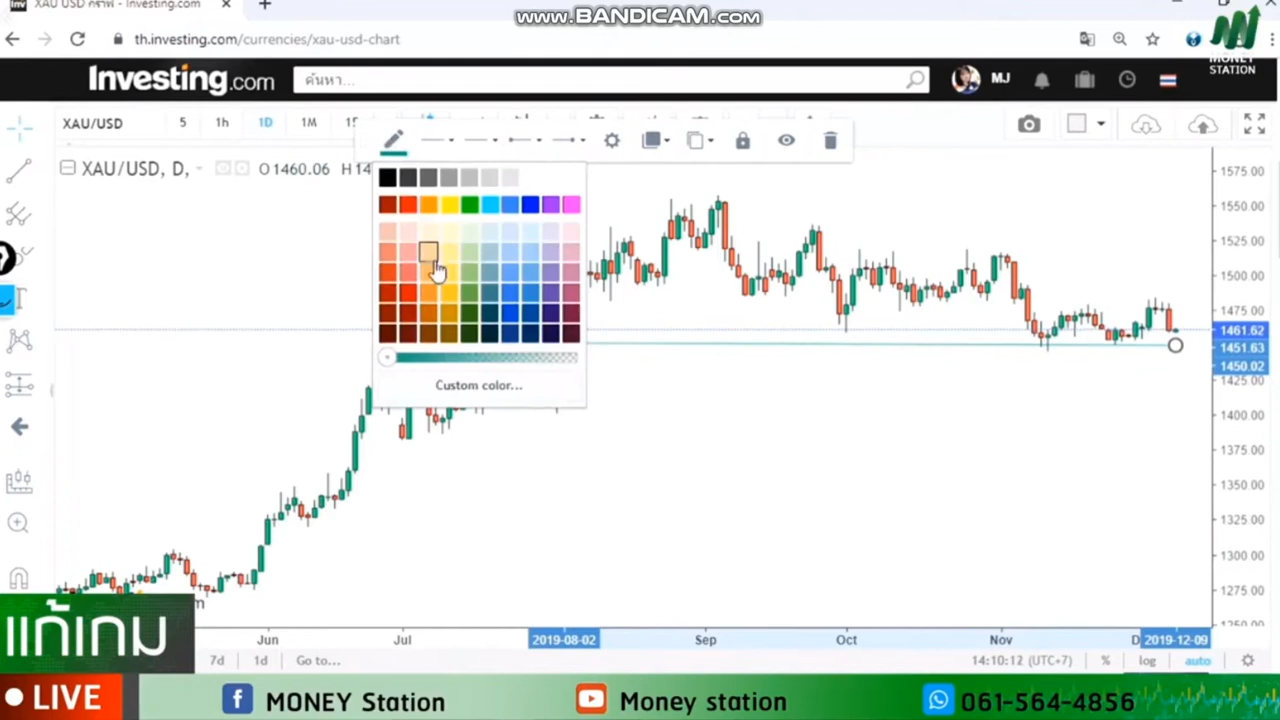 XAU USD กราฟ - Investing.com
www.BANDICAM.com
th.investing.com/currencies/xau-usd-chart
MONEY
STATION
Investing.com
ค้นหา...
MJ
XAU/USD
5
1h
1D
1M
XAU/USD, D,
O1460.06
1575.00
1550.00
1525.00
1500.00
1475.00
1461.62
1451.63
1450.02
1425.00
1400.00
1375.00
1350.00
1325.00
1300.00
1275.00
Custom color...
Jun
Jul
2019-08-02
Sep
Oct
Nov
2019-12-09
7d
1d
Go to...
14:10:12 (UTC+7)
%
log
auto
แก้เกม
LIVE
MONEY Station
Money station
061-564-4856